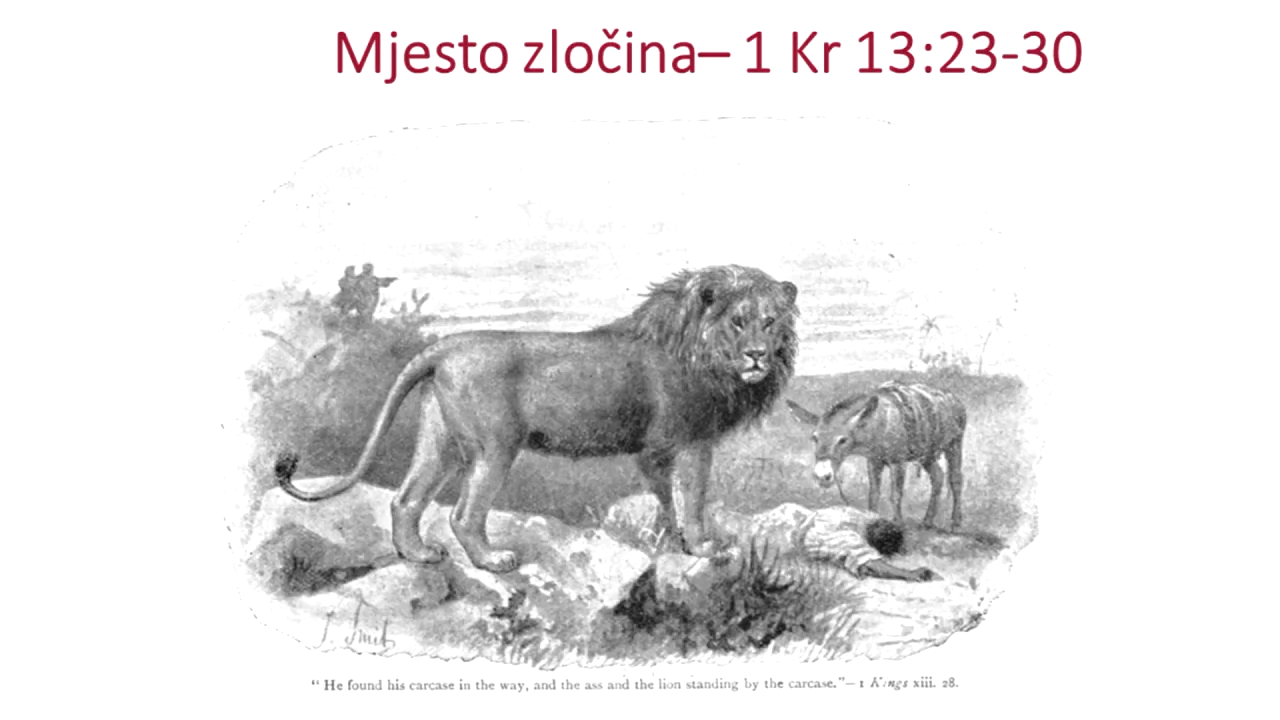 Mjesto zločina– 1 Kr 13:23-30
J. Smit
“ He found his carcase in the way, and the ass and the lion standing by the carcase.”— 1 Kings xiii. 28.